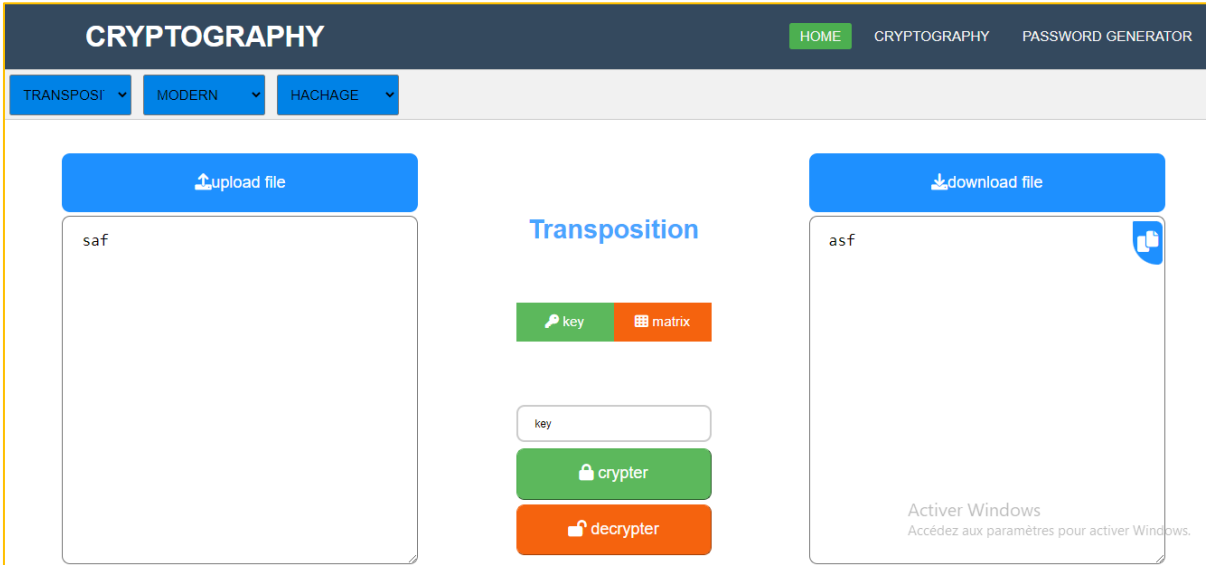 CRYPTOGRAPHY
HOME CRYPTOGRAPHY PASSWORD GENERATOR
TRANSPOSI MODERN HACHAGE
upload file
download file
saf
Transposition
asf
key matrix
key
crypter
decrypter
Activer Windows
Accédez aux paramètres pour activer Windows.